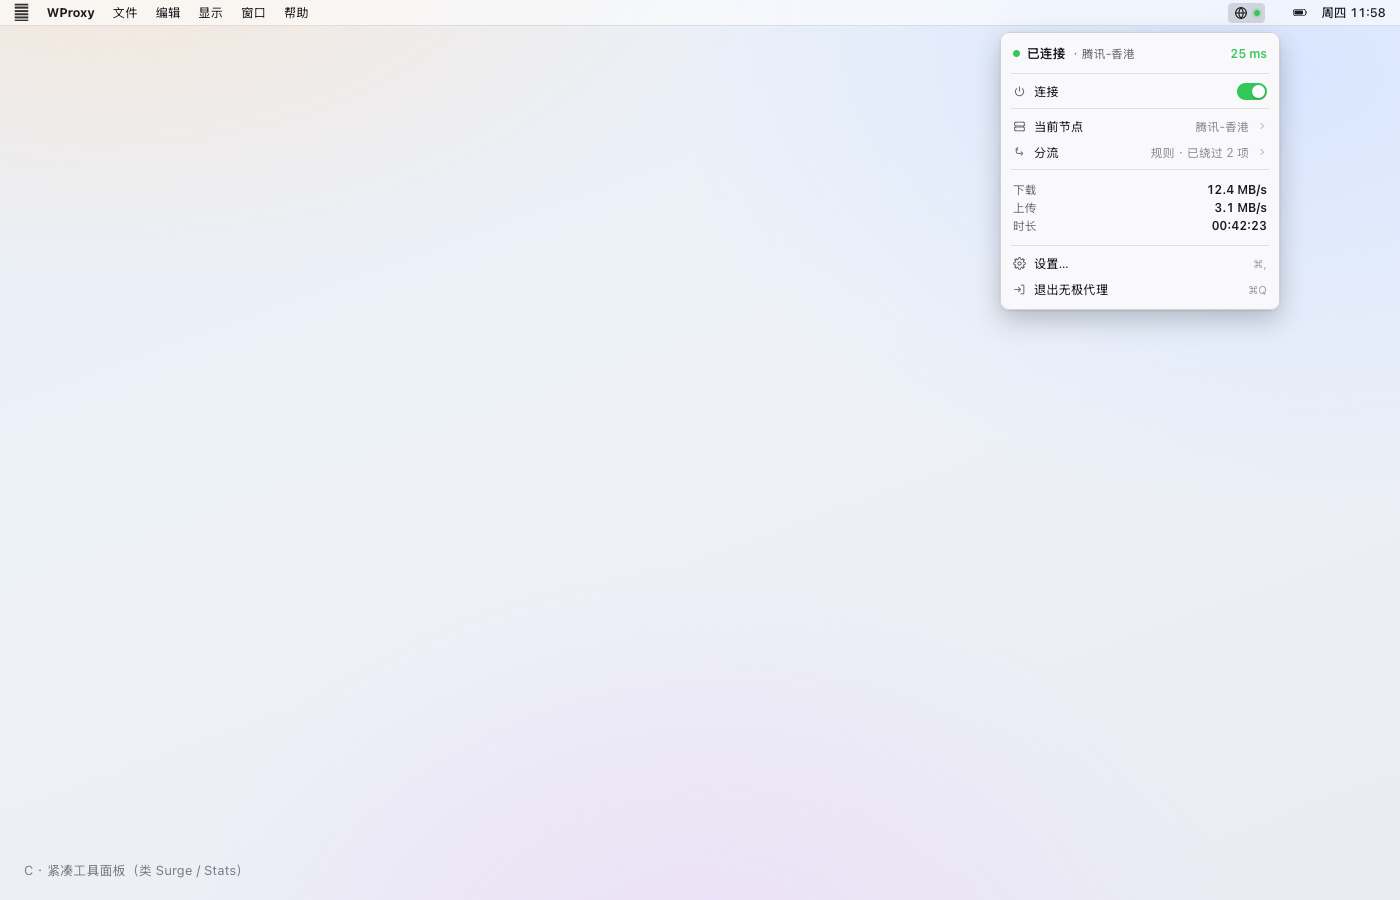 WProxy 文件 编辑 显示 窗口 帮助 周四 11:58
已连接 · 腾讯-香港 25 ms
连接
当前节点 腾讯-香港
分流 规则 · 已绕过 2 项
下载 12.4 MB/s
上传 3.1 MB/s
时长 00:42:23
设置... ⌘,
退出无极代理 ⌘Q
C · 紧凑工具面板（类 Surge / Stats）